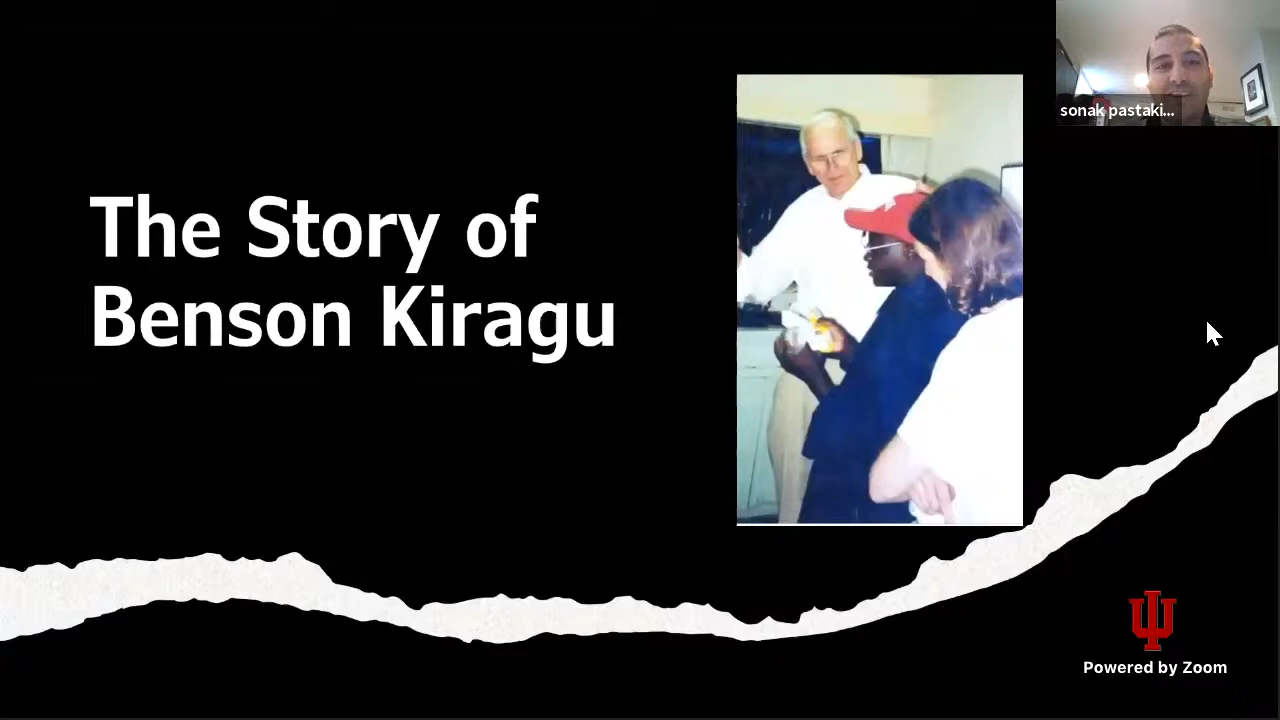 The Story of
Benson Kiragu
sonak pastaki...
Powered by Zoom